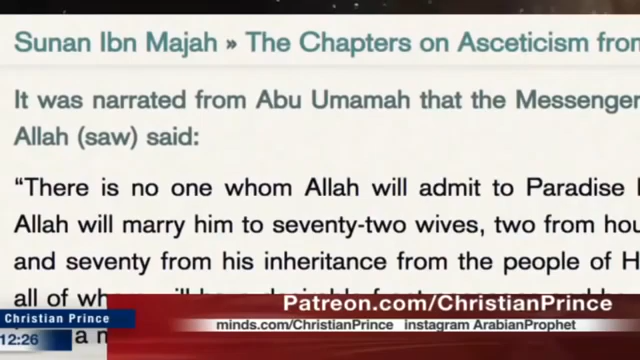 Sunan Ibn Majah » The Chapters on Asceticism from
It was narrated from Abu Umamah that the Messenger
Allah (saw) said:
“There is no one whom Allah will admit to Paradise
Allah will marry him to seventy-two wives, two from
and seventy from his inheritance from the people of
all of
Patreon.com/ChristianPrince
Christian Prince
minds.com/ChristianPrince instagram ArabianProphet
12:26